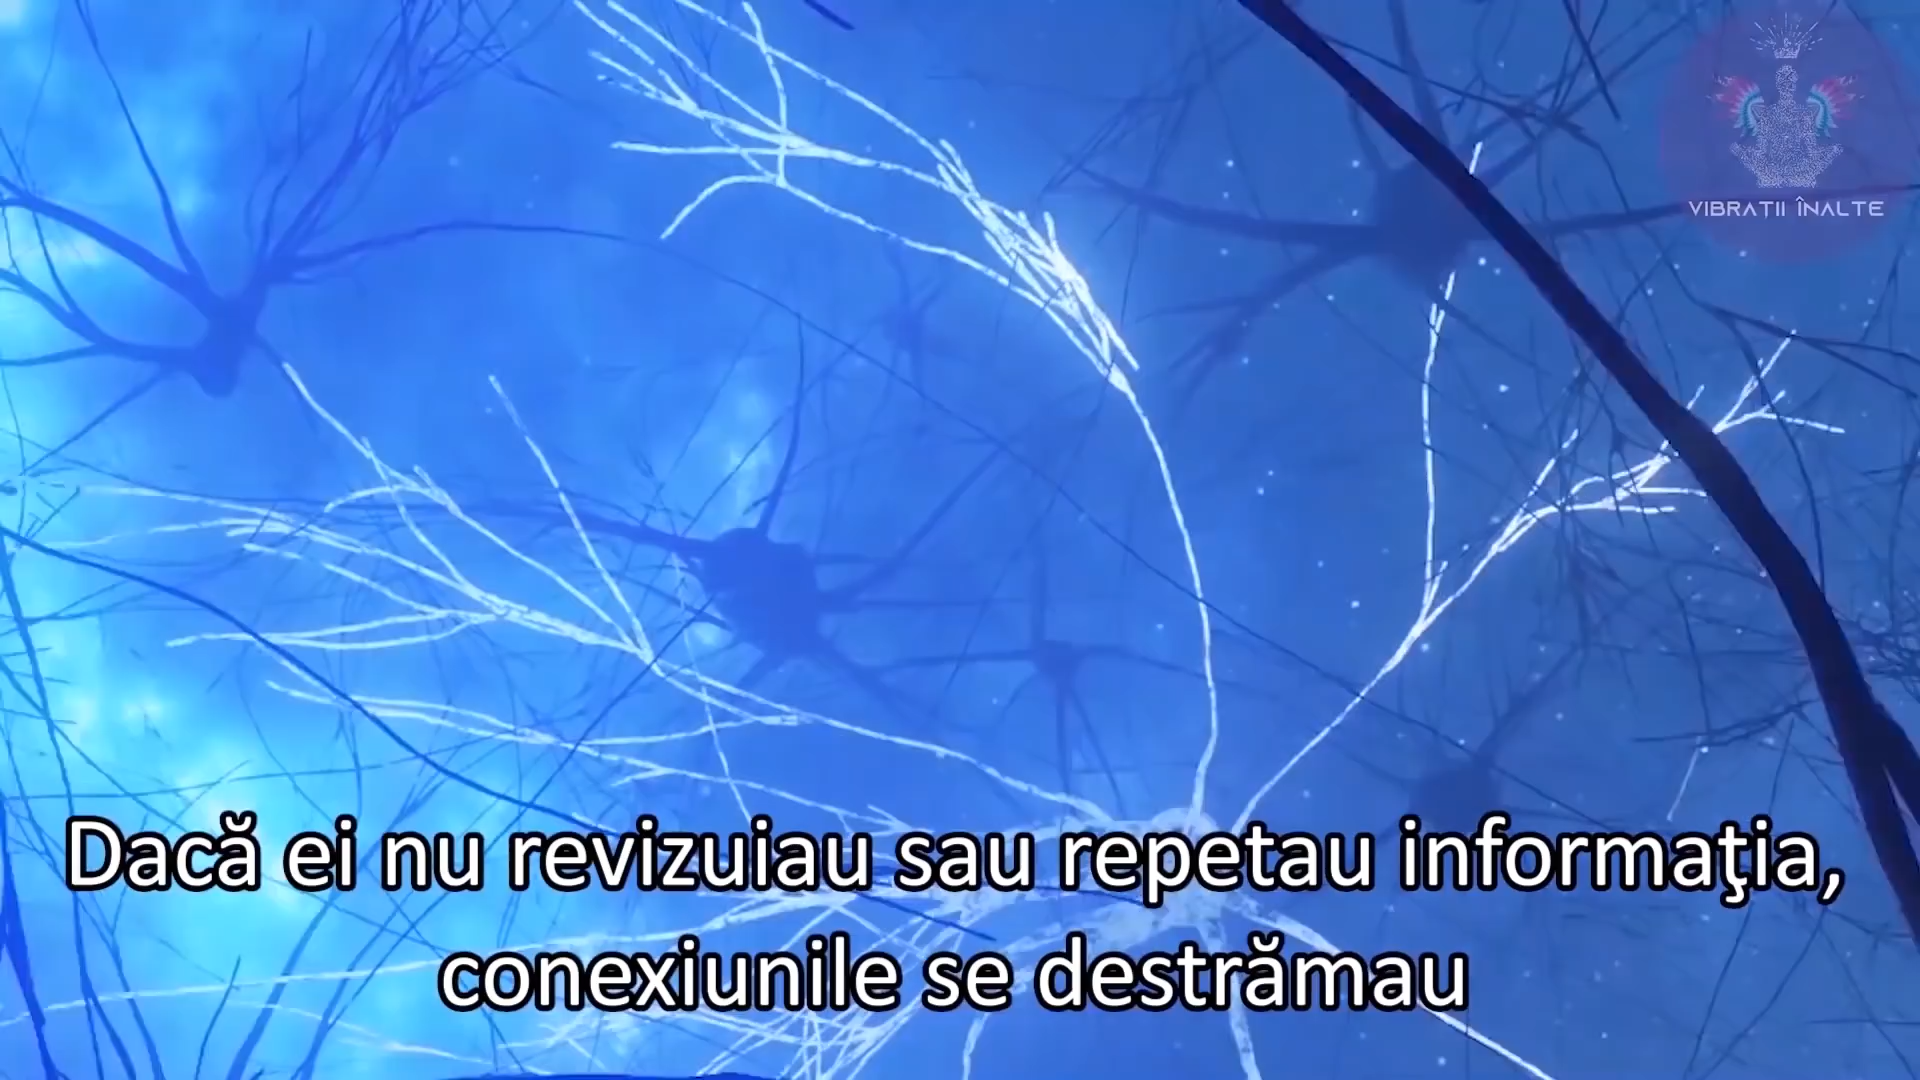 VIBRATII ÎNALTE
Dacă ei nu revizuiau sau repetau informaţia,
conexiunile se destrămau